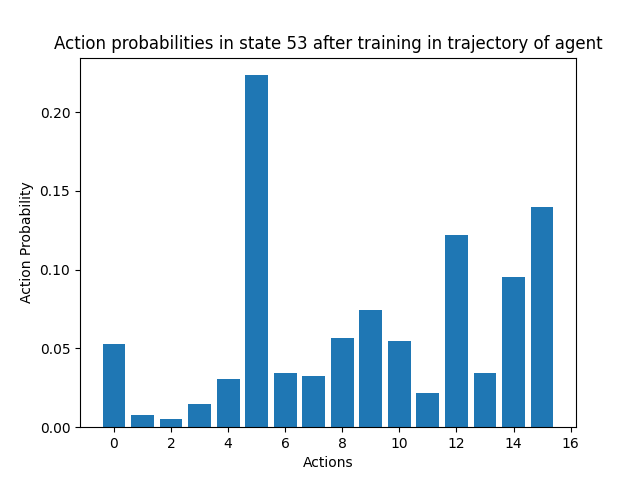 Action probabilities in state 53 after training in trajectory of agent
0.20
0.15
0.10
0.05
0.00
Action Probability
0 2 4 6 8 10 12 14 16
Actions